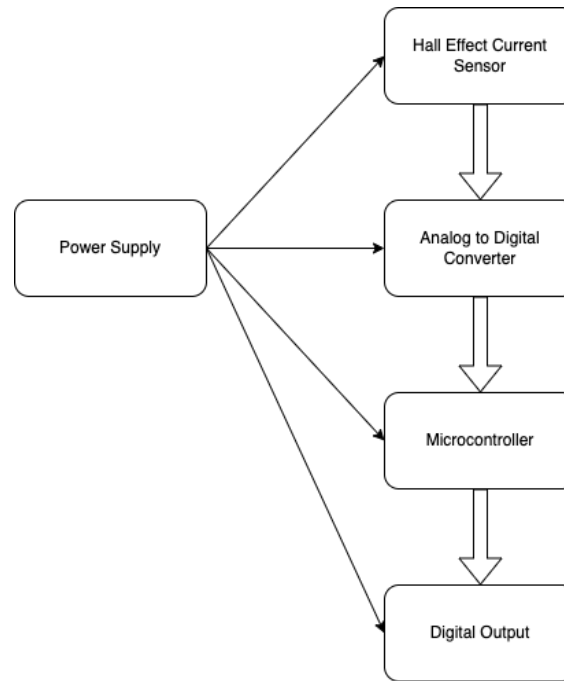 Hall Effect Current
Sensor
Power Supply
Analog to Digital
Converter
Microcontroller
Digital Output